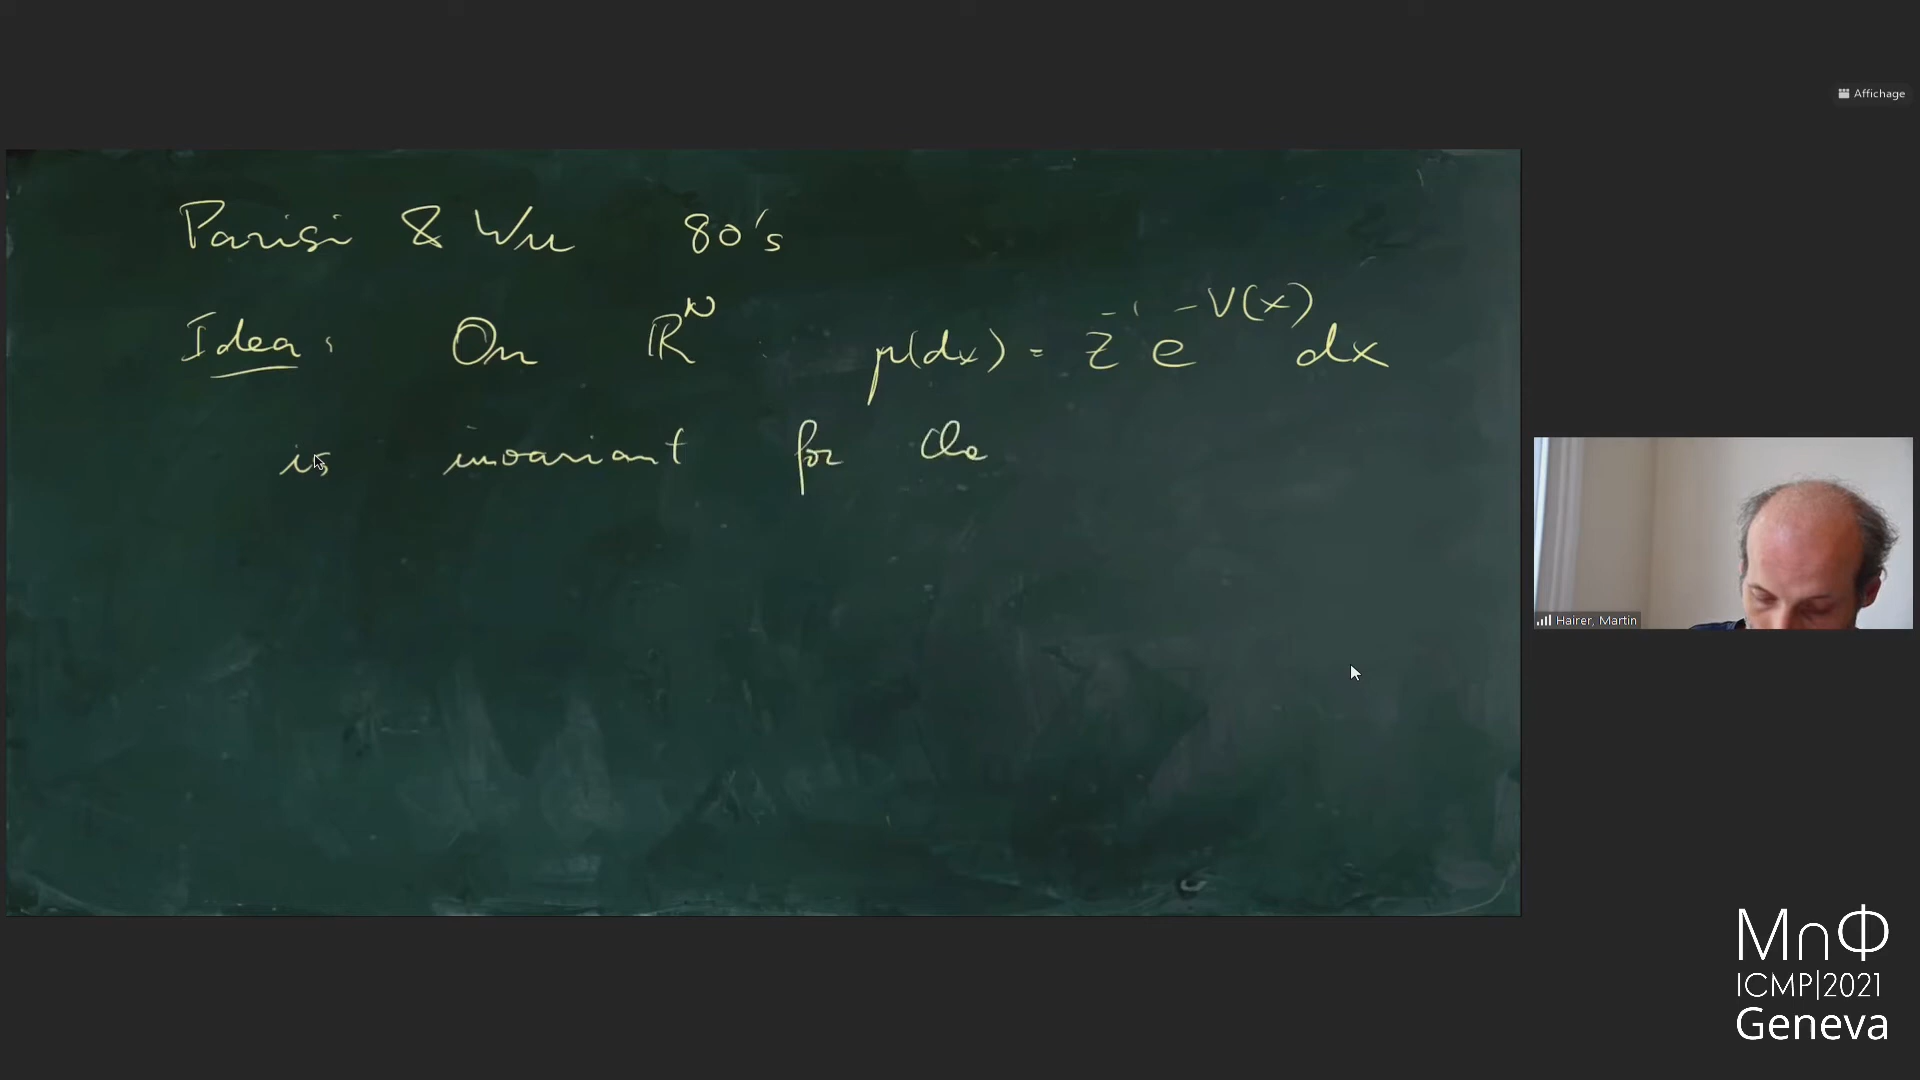 Affichage
Parisi & Wu 80's
Idea: On ℝᴺ μ(dx) = Z⁻¹ e^{-V(x)} dx
is invariant for the
Hairer, Martin
MnΦ
ICMP|2021
Geneva